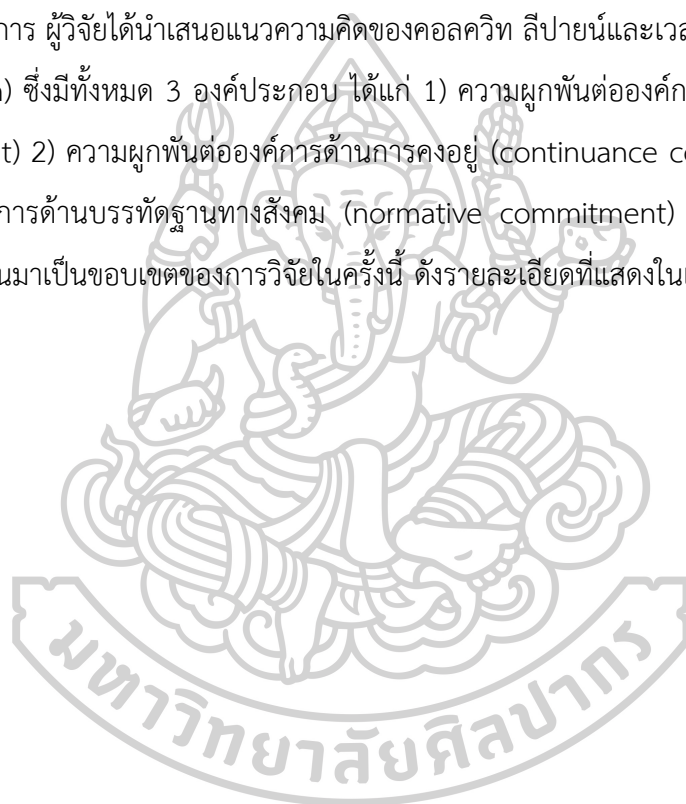 การ ผู้วิจัยได้นำเสนอแนวความคิดของคอลควิท ลีปายน์และเวส
) ซึ่งมีทั้งหมด 3 องค์ประกอบ ได้แก่ 1) ความผูกพันต่อองค์ก
t) 2) ความผูกพันต่อองค์การด้านการคงอยู่ (continuance co
การด้านบรรทัดฐานทางสังคม (normative commitment)
นมาเป็นขอบเขตของการวิจัยในครั้งนี้ ดังรายละเอียดที่แสดงใน
มหาวิทยาลัยศิลปากร